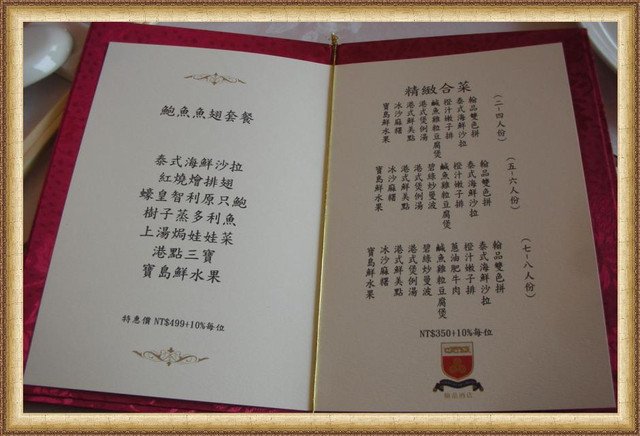 鮑魚魚翅套餐
泰式海鮮沙拉
紅燒燴排翅
蠔皇智利原只鮑
樹子蒸多利魚
上湯焗娃娃菜
港點三寶
寶島鮮水果
特惠價 NT$499+10%每位
精緻合菜
(二~四人份)
翰品雙色拼
泰式海鮮沙拉
橙汁嫩子排
鹹魚雞粒豆腐煲
港式煲例湯
港式鮮美點
冰沙麻糬
寶島鮮水果
(五~六人份)
翰品雙色拼
泰式海鮮沙拉
橙汁嫩子排
鹹魚雞粒豆腐煲
碧綠炒曼波
港式煲例湯
港式鮮美點
冰沙麻糬
寶島鮮水果
(七~八人份)
翰品雙色拼
泰式海鮮沙拉
橙汁嫩子排
蔥油肥牛肉
鹹魚雞粒豆腐煲
碧綠炒曼波
港式煲例湯
港式鮮美點
冰沙麻糬
寶島鮮水果
NT$350+10%每位
翰品酒店